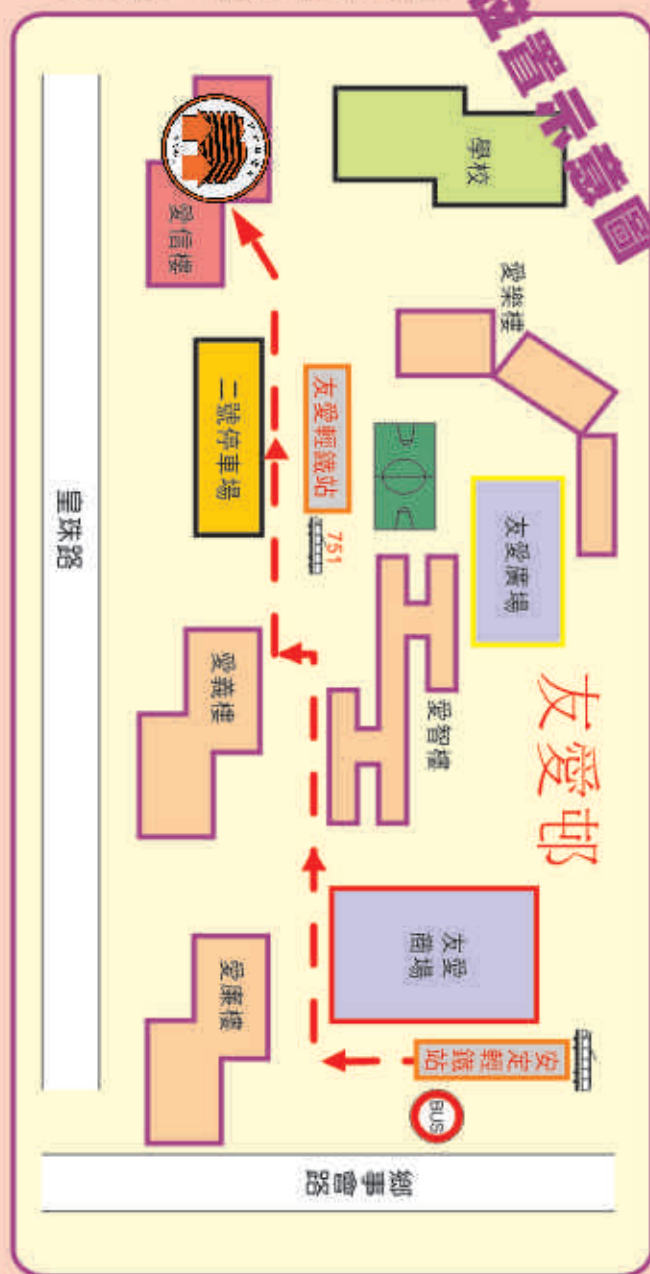 位置示意圖
學校
愛信樓
愛樂樓
二號停車場
友愛輕鐵站
751
皇珠路
友愛廣場
愛義樓
愛智樓
友愛邨
友愛
商場
愛康樓
安定輕鐵站
BUS
鄉事會路